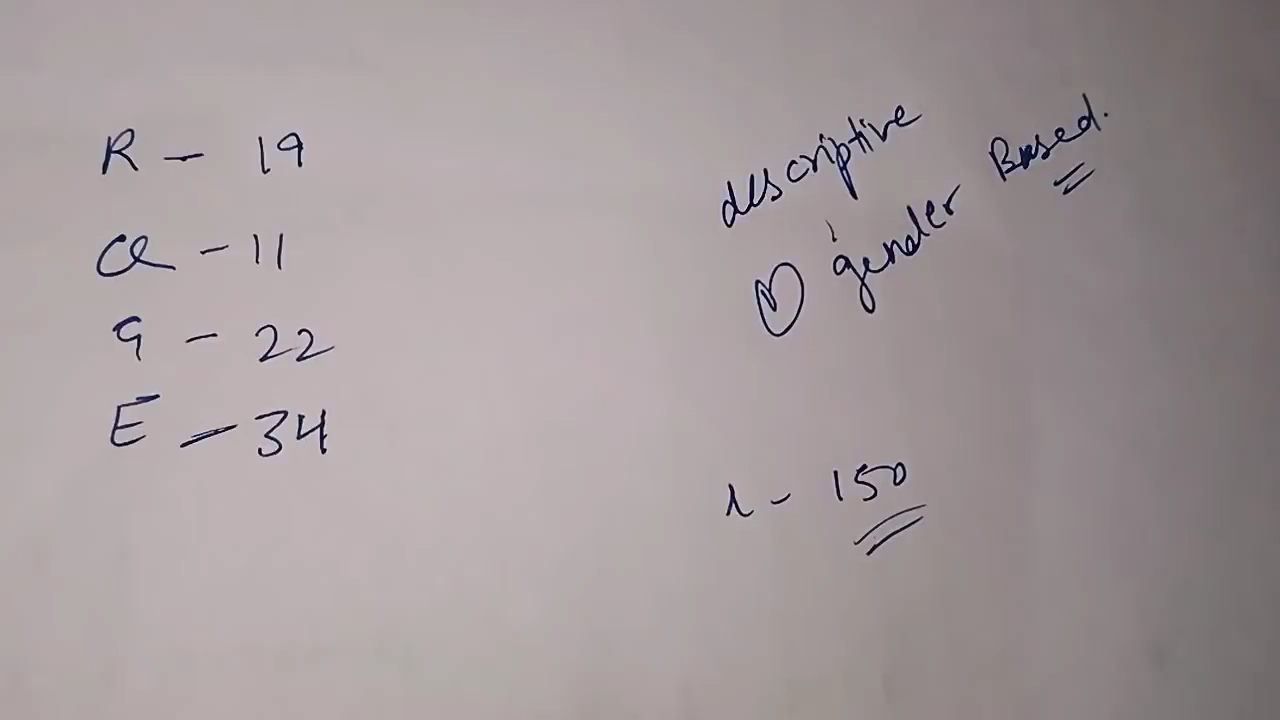 R - 19
Q - 11
G - 22
E - 34
descriptive
gender Based.
- 150